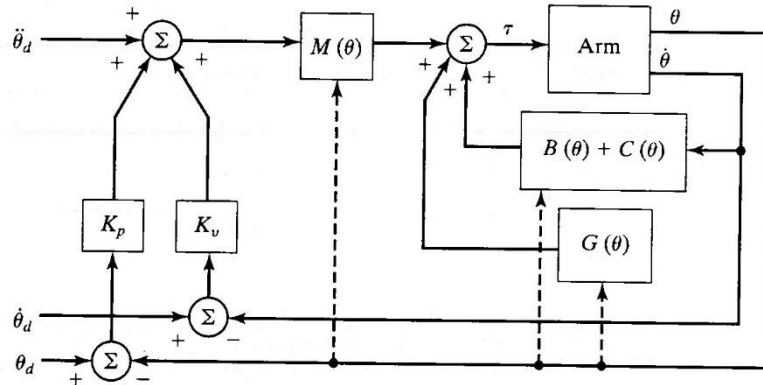 θ̈_d
+
Σ
+
+
+
M (θ)
+
Σ
+
+
τ
Arm
θ
θ̇
B (θ) + C (θ)
K_p
K_v
G (θ)
θ̇_d
+
Σ
−
θ_d
+
Σ
−